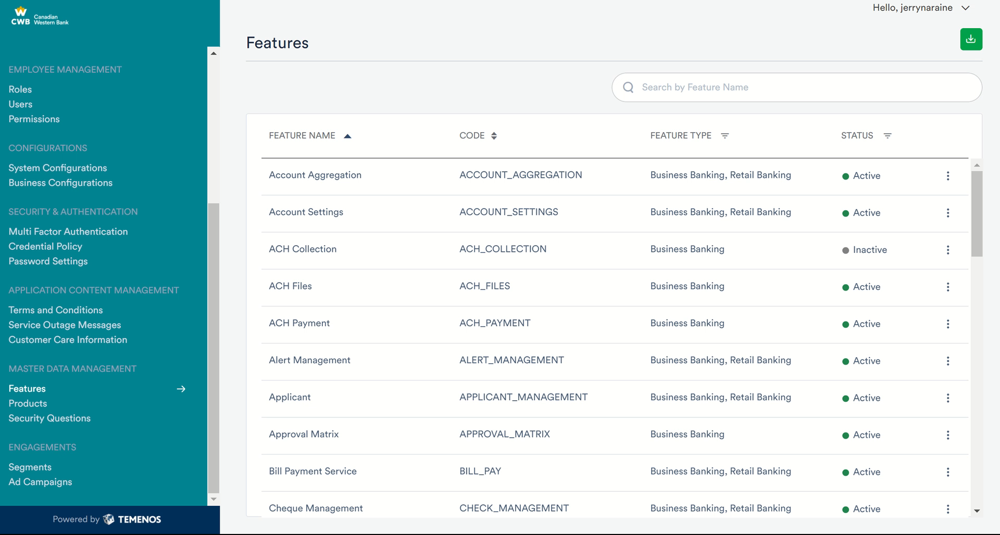 CWB Canadian
Western Bank
EMPLOYEE MANAGEMENT
Roles
Users
Permissions
CONFIGURATIONS
System Configurations
Business Configurations
SECURITY & AUTHENTICATION
Multi Factor Authentication
Credential Policy
Password Settings
APPLICATION CONTENT MANAGEMENT
Terms and Conditions
Service Outage Messages
Customer Care Information
MASTER DATA MANAGEMENT
Features
Products
Security Questions
ENGAGEMENTS
Segments
Ad Campaigns
Powered by TEMENOS
Hello, jerrynaraine
Features
Search by Feature Name
FEATURE NAME CODE FEATURE TYPE STATUS
Account Aggregation ACCOUNT_AGGREGATION Business Banking, Retail Banking Active
Account Settings ACCOUNT_SETTINGS Business Banking, Retail Banking Active
ACH Collection ACH_COLLECTION Business Banking Inactive
ACH Files ACH_FILES Business Banking Active
ACH Payment ACH_PAYMENT Business Banking Active
Alert Management ALERT_MANAGEMENT Business Banking, Retail Banking Active
Applicant APPLICANT_MANAGEMENT Business Banking, Retail Banking Active
Approval Matrix APPROVAL_MATRIX Business Banking Active
Bill Payment Service BILL_PAY Business Banking, Retail Banking Active
Cheque Management CHECK_MANAGEMENT Business Banking, Retail Banking Active